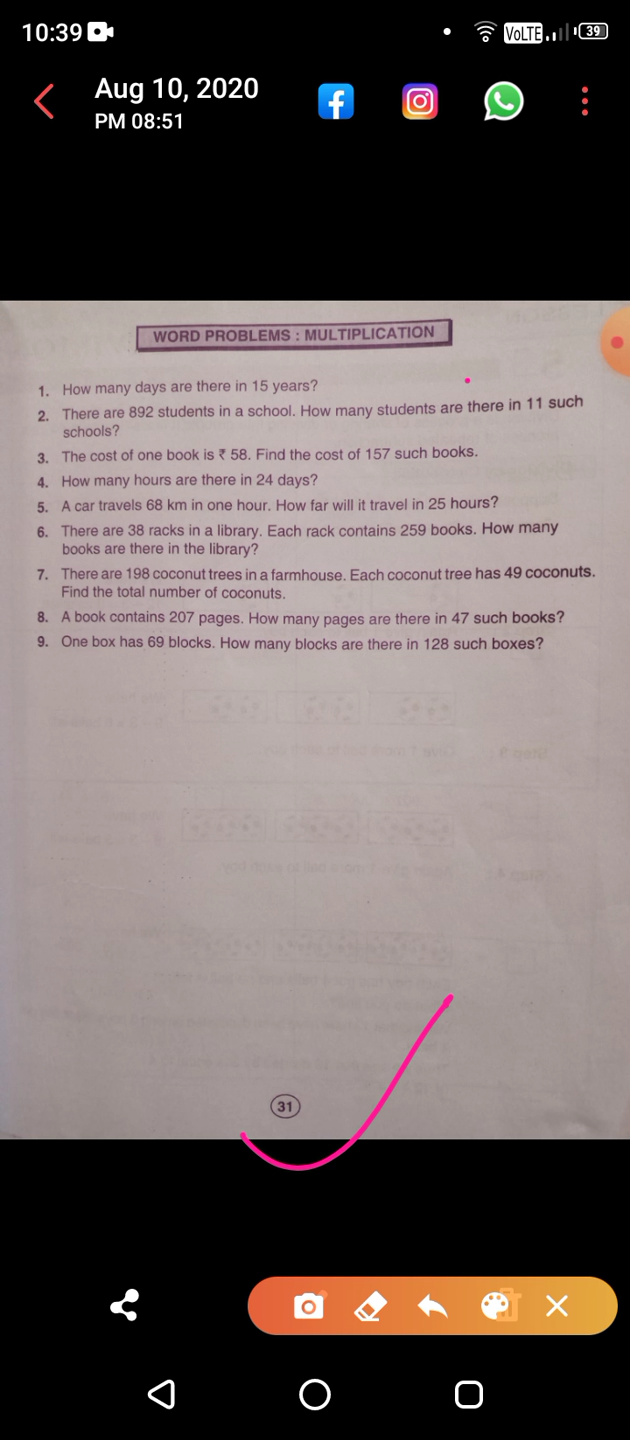 10:39
VoLTE
39
Aug 10, 2020
PM 08:51
WORD PROBLEMS : MULTIPLICATION
1. How many days are there in 15 years?
2. There are 892 students in a school. How many students are there in 11 such
schools?
3. The cost of one book is ₹ 58. Find the cost of 157 such books.
4. How many hours are there in 24 days?
5. A car travels 68 km in one hour. How far will it travel in 25 hours?
6. There are 38 racks in a library. Each rack contains 259 books. How many
books are there in the library?
7. There are 198 coconut trees in a farmhouse. Each coconut tree has 49 coconuts.
Find the total number of coconuts.
8. A book contains 207 pages. How many pages are there in 47 such books?
9. One box has 69 blocks. How many blocks are there in 128 such boxes?
31